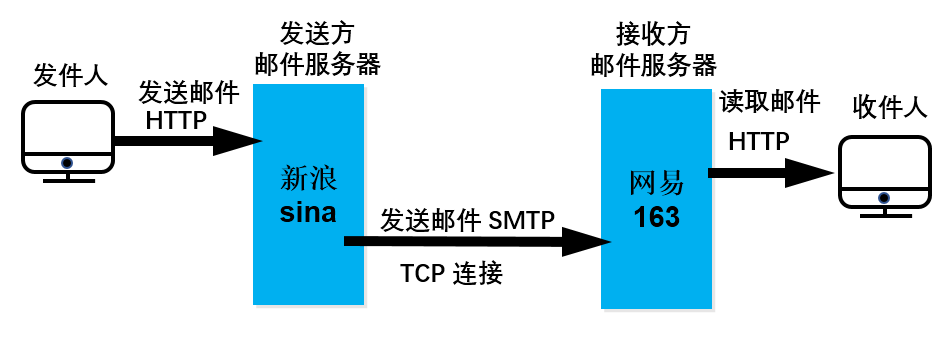 发件人
发送邮件
HTTP
发送方
邮件服务器
新浪
sina
发送邮件 SMTP
TCP 连接
接收方
邮件服务器
网易
163
读取邮件
HTTP
收件人